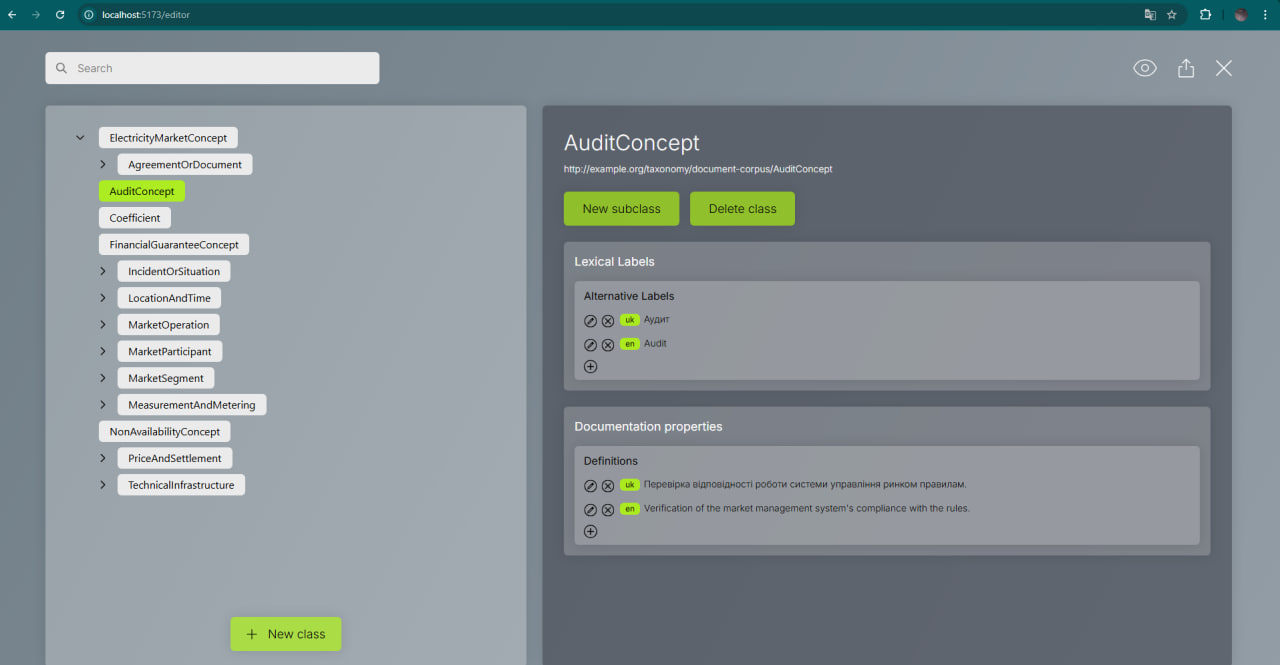 localhost:5173/editor
Search
ElectricityMarketConcept
AgreementOrDocument
AuditConcept
Coefficient
FinancialGuaranteeConcept
IncidentOrSituation
LocationAndTime
MarketOperation
MarketParticipant
MarketSegment
MeasurementAndMetering
NonAvailabilityConcept
PriceAndSettlement
TechnicalInfrastructure
New class
AuditConcept
http://example.org/taxonomy/document-corpus/AuditConcept
New subclass Delete class
Lexical Labels
Alternative Labels
uk Аудит
en Audit
Documentation properties
Definitions
uk Перевірка відповідності роботи системи управління ринком правилам.
en Verification of the market management system's compliance with the rules.